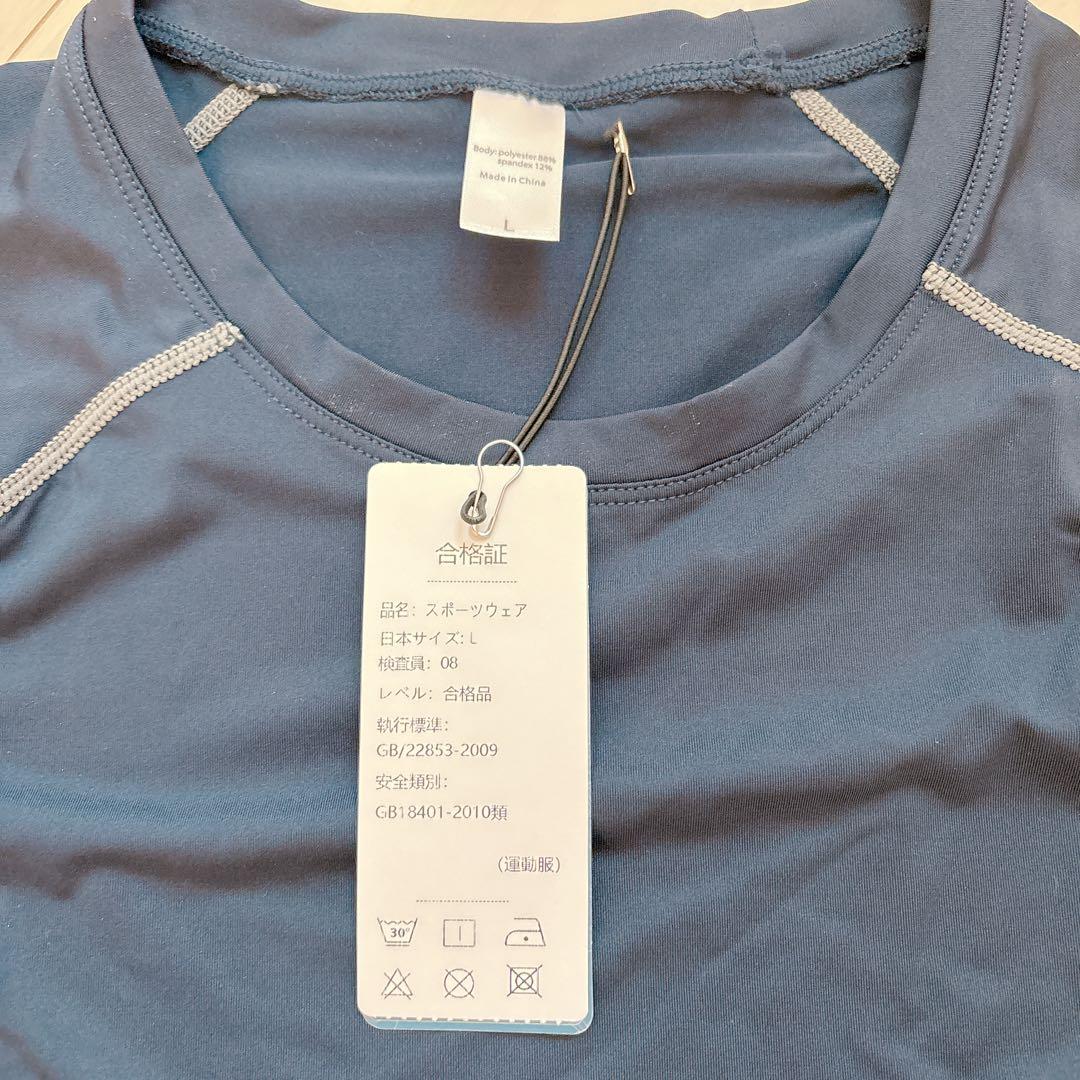 Body: polyester 88%
spandex 12%
Made in China
L
合格証
品名: スポーツウェア
日本サイズ: L
検査員: 08
レベル: 合格品
執行標準:
GB/22853-2009
安全類別:
GB18401-2010類
(運動服)
30°